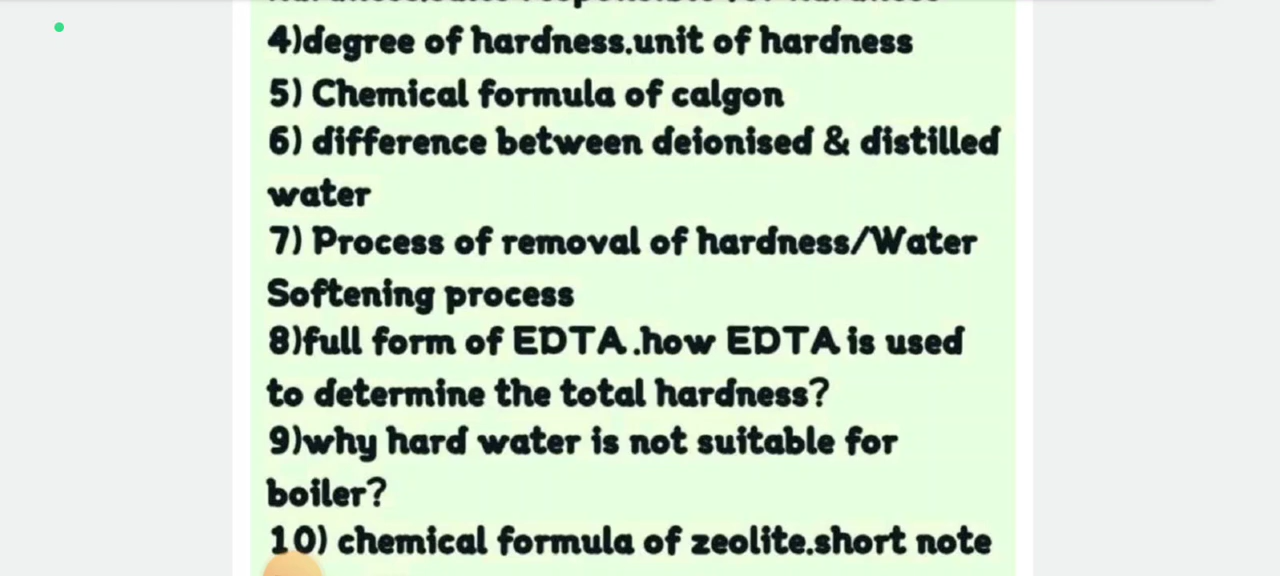 4)degree of hardness.unit of hardness
5) Chemical formula of calgon
6) difference between deionised & distilled
water
7) Process of removal of hardness/Water
Softening process
8)full form of EDTA.how EDTA is used
to determine the total hardness?
9)why hard water is not suitable for
boiler?
10) chemical formula of zeolite.short note